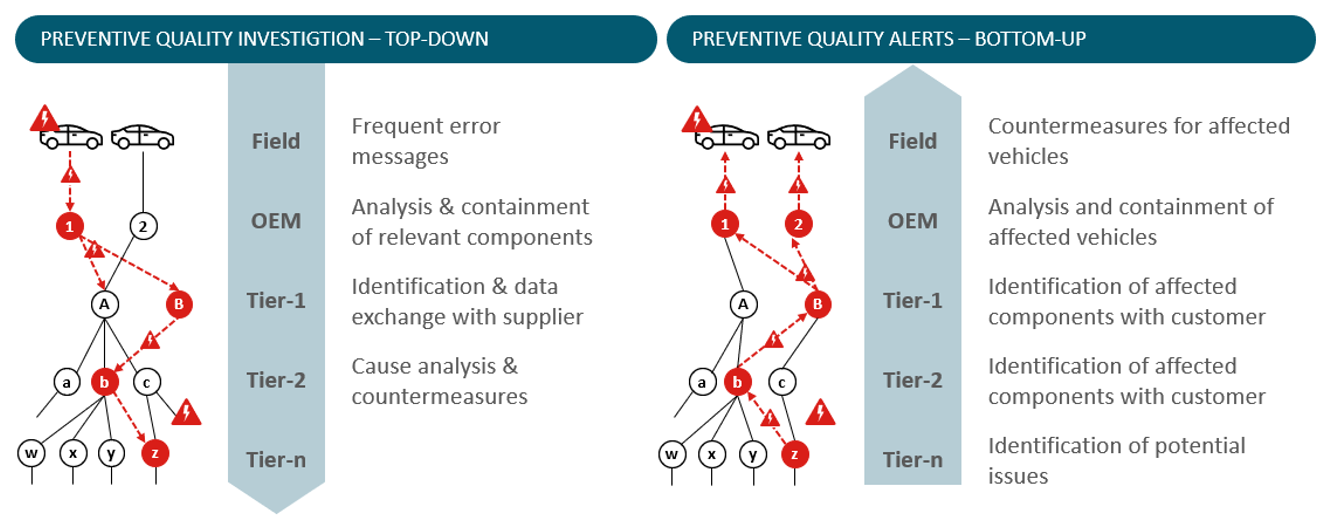 PREVENTIVE QUALITY INVESTIGTION – TOP-DOWN
Field
Frequent error
messages
1
2
OEM
Analysis & containment
of relevant components
A
B
Tier-1
Identification & data
exchange with supplier
a
b
c
Tier-2
Cause analysis &
countermeasures
w
x
y
z
Tier-n
PREVENTIVE QUALITY ALERTS – BOTTOM-UP
Field
Countermeasures for affected
vehicles
1
2
OEM
Analysis and containment of
affected vehicles
A
B
Tier-1
Identification of affected
components with customer
a
b
c
Tier-2
Identification of affected
components with customer
w
x
y
z
Tier-n
Identification of potential
issues